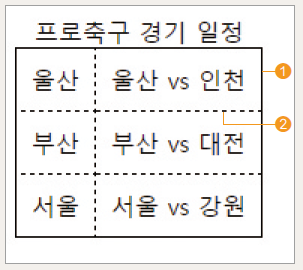 프로축구 경기 일정
울산 울산 vs 인천 1
2
부산 부산 vs 대전
서울 서울 vs 강원